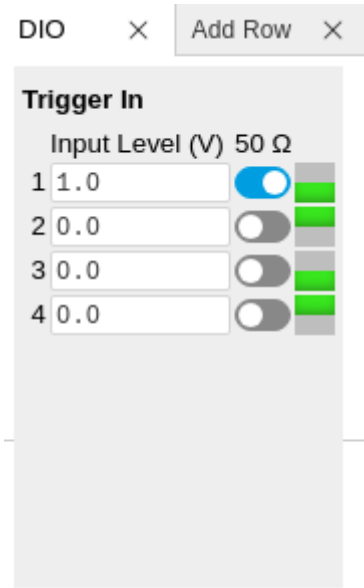 DIO × Add Row ×
Trigger In
Input Level (V) 50 Ω
1 1.0
2 0.0
3 0.0
4 0.0